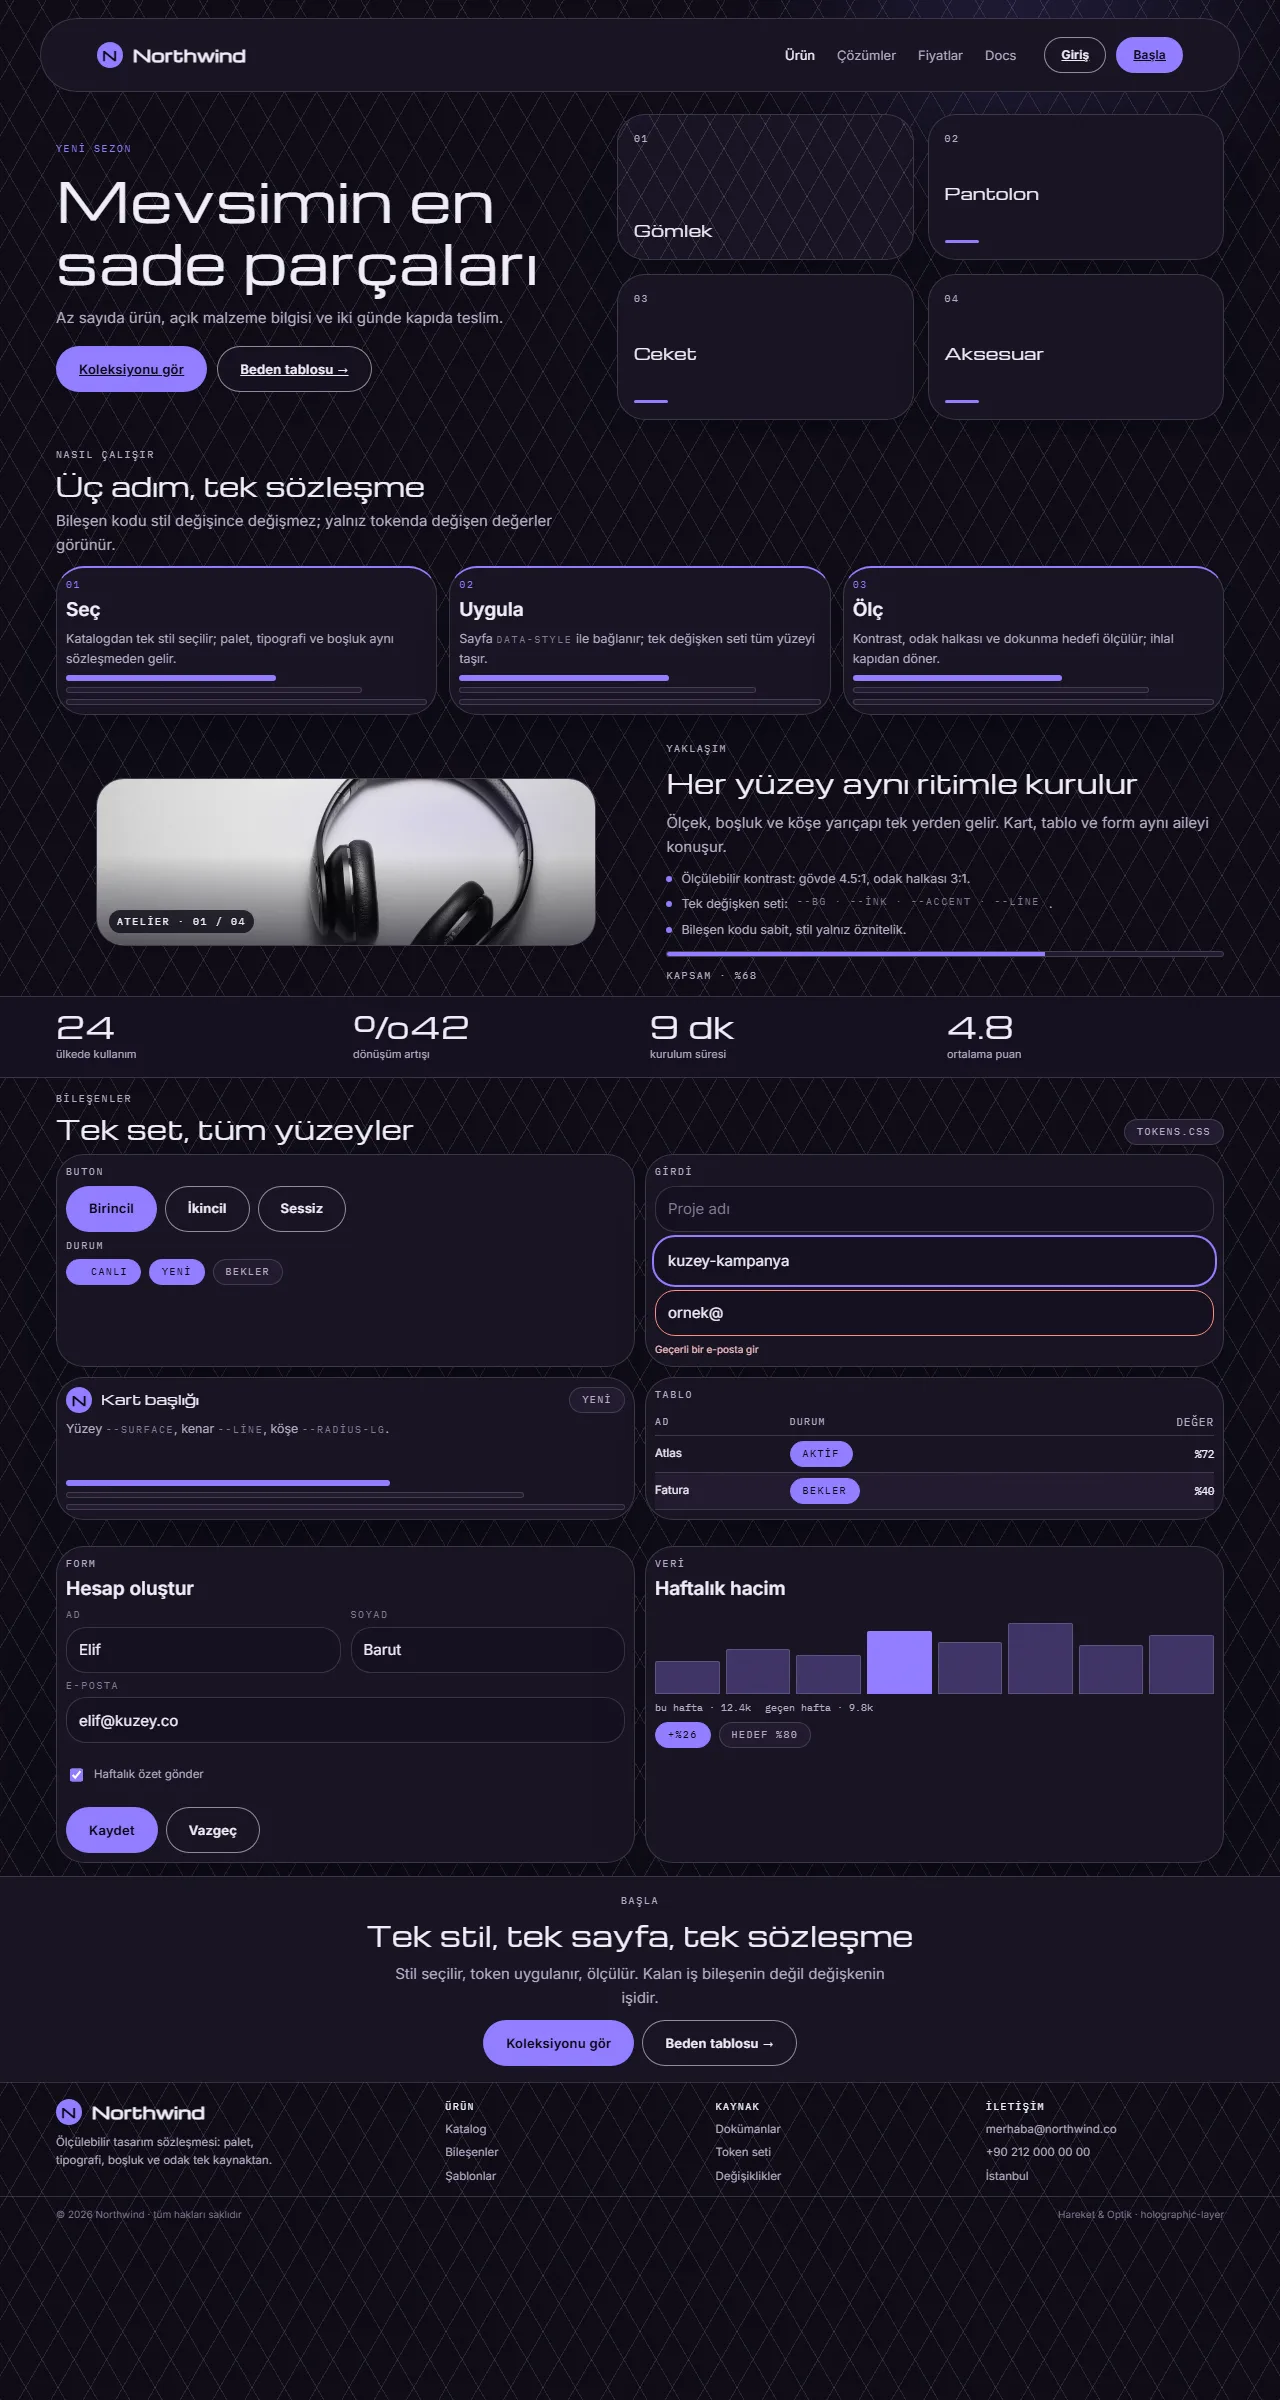 N Northwind
Ürün Çözümler Fiyatlar Docs Giriş Başla
YENİ SEZON
Mevsimin en
sade parçaları
Az sayıda ürün, açık malzeme bilgisi ve iki günde kapıda teslim.
Koleksiyonu gör Beden tablosu →
01
Gömlek
02
Pantolon
03
Ceket
04
Aksesuar
NASIL ÇALIŞIR
Üç adım, tek sözleşme
Bileşen kodu stil değişince değişmez; yalnız tokenda değişen değerler
görünür.
01
Seç
Katalogdan tek stil seçilir; palet, tipografi ve boşluk aynı
sözleşmeden gelir.
02
Uygula
Sayfa DATA-STYLE ile bağlanır; tek değişken seti tüm yüzeyi
taşır.
03
Ölç
Kontrast, odak halkası ve dokunma hedefi ölçülür; ihlal
kapıdan döner.
ATELİER · 01 / 04
YAKLAŞIM
Her yüzey aynı ritimle kurulur
Ölçek, boşluk ve köşe yarıçapı tek yerden gelir. Kart, tablo ve form aynı aileyi
konuşur.
Ölçülebilir kontrast: gövde 4.5:1, odak halkası 3:1.
Tek değişken seti: --BG · --İNK · --ACCENT · --LİNE .
Bileşen kodu sabit, stil yalnız öznitelik.
KAPSAM · %68
24
ülkede kullanım
%42
dönüşüm artışı
9 dk
kurulum süresi
4.8
ortalama puan
BİLEŞENLER
Tek set, tüm yüzeyler
TOKENS.CSS
BUTON
Birincil İkincil Sessiz
DURUM
CANLI YENİ BEKLER
GİRDİ
Proje adı
kuzey-kampanya
ornek@
Geçerli bir e-posta gir
N Kart başlığı YENİ
Yüzey --SURFACE, kenar --LİNE, köşe --RADİUS-LG.
TABLO
AD DURUM DEĞER
Atlas AKTİF %72
Fatura BEKLER %40
FORM
Hesap oluştur
AD SOYAD
Elif Barut
E-POSTA
elif@kuzey.co
Haftalık özet gönder
Kaydet Vazgeç
VERİ
Haftalık hacim
bu hafta · 12.4k geçen hafta · 9.8k
+%26 HEDEF %80
BAŞLA
Tek stil, tek sayfa, tek sözleşme
Stil seçilir, token uygulanır, ölçülür. Kalan iş bileşenin değil değişkenin
işidir.
Koleksiyonu gör Beden tablosu →
N Northwind
Ölçülebilir tasarım sözleşmesi: palet,
tipografi, boşluk ve odak tek kaynaktan.
ÜRÜN
Katalog
Bileşenler
Şablonlar
KAYNAK
Dokümanlar
Token seti
Değişiklikler
İLETİŞİM
merhaba@northwind.co
+90 212 000 00 00
İstanbul
© 2026 Northwind · tüm hakları saklıdır
Hareket & Optik · holographic-layer